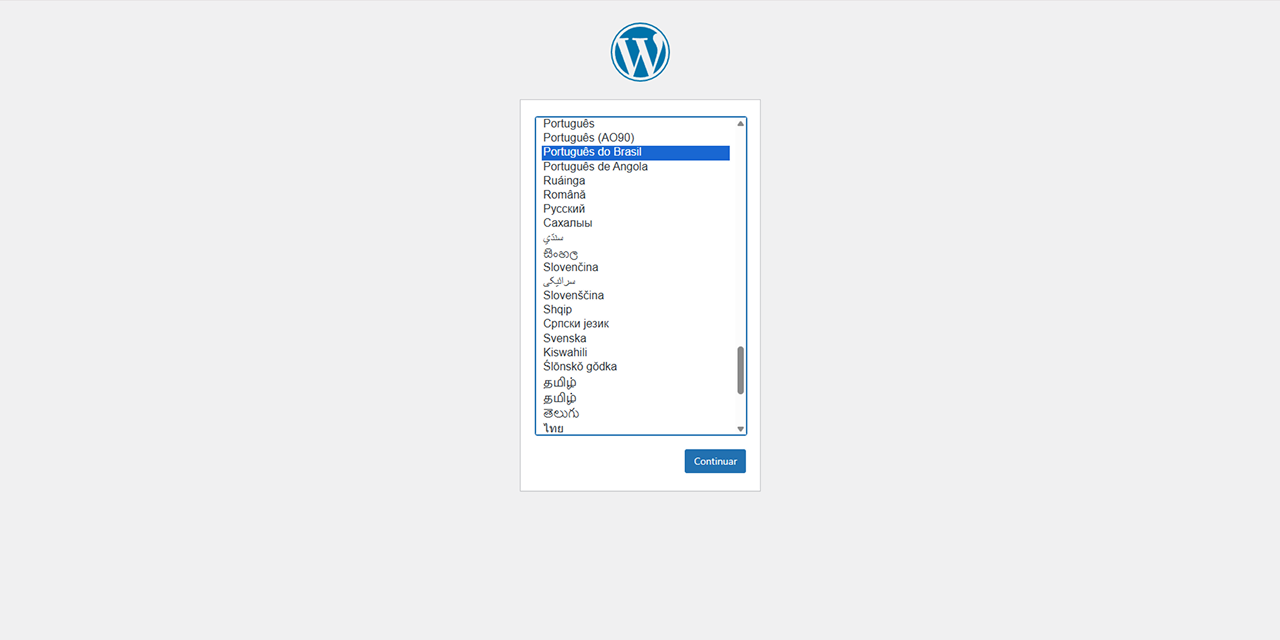 Português
Português (AO90)
Português do Brasil
Português de Angola
Ruáinga
Română
Русский
Сахалыы
سنڌي
සිංහල
Slovenčina
سرائیکی
Slovenščina
Shqip
Српски језик
Svenska
Kiswahili
Ślōnskŏ gŏdka
தமிழ்
தமிழ்
తెలుగు
ไทย
Continuar